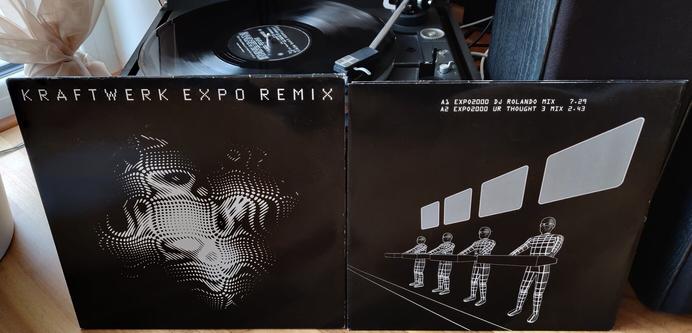 KRAFTWERK EXPO REMIX
A1 EXPO2000 DJ ROLANDO MIX 7.29
A2 EXPO2000 UR THOUGHT 3 MIX 2.43